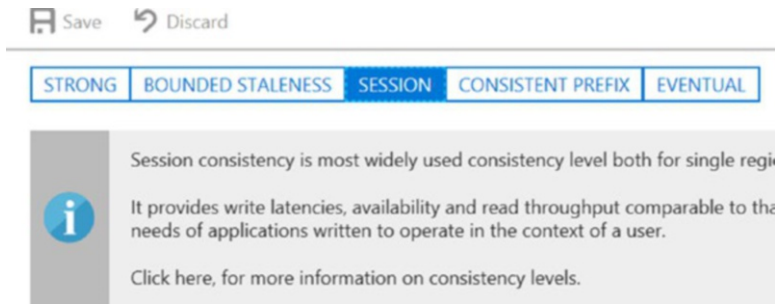 Save Discard
STRONG BOUNDED STALENESS SESSION CONSISTENT PREFIX EVENTUAL
Session consistency is most widely used consistency level both for single
It provides write latencies, availability and read throughput comparable to
needs of applications written to operate in the context of a user.
Click here, for more information on consistency levels.